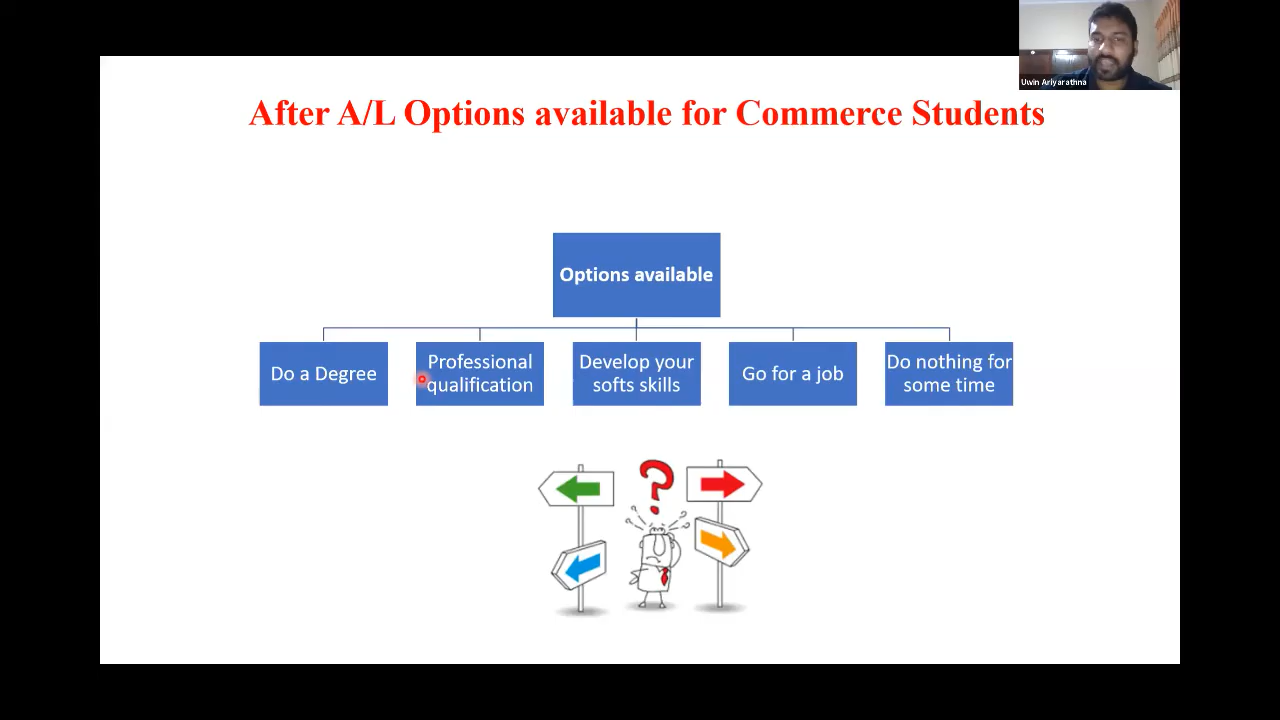 Uwin Ariyarathna
After A/L Options available for Commerce Students
Options available
Do a Degree
Professional
qualification
Develop your
softs skills
Go for a job
Do nothing for
some time
?